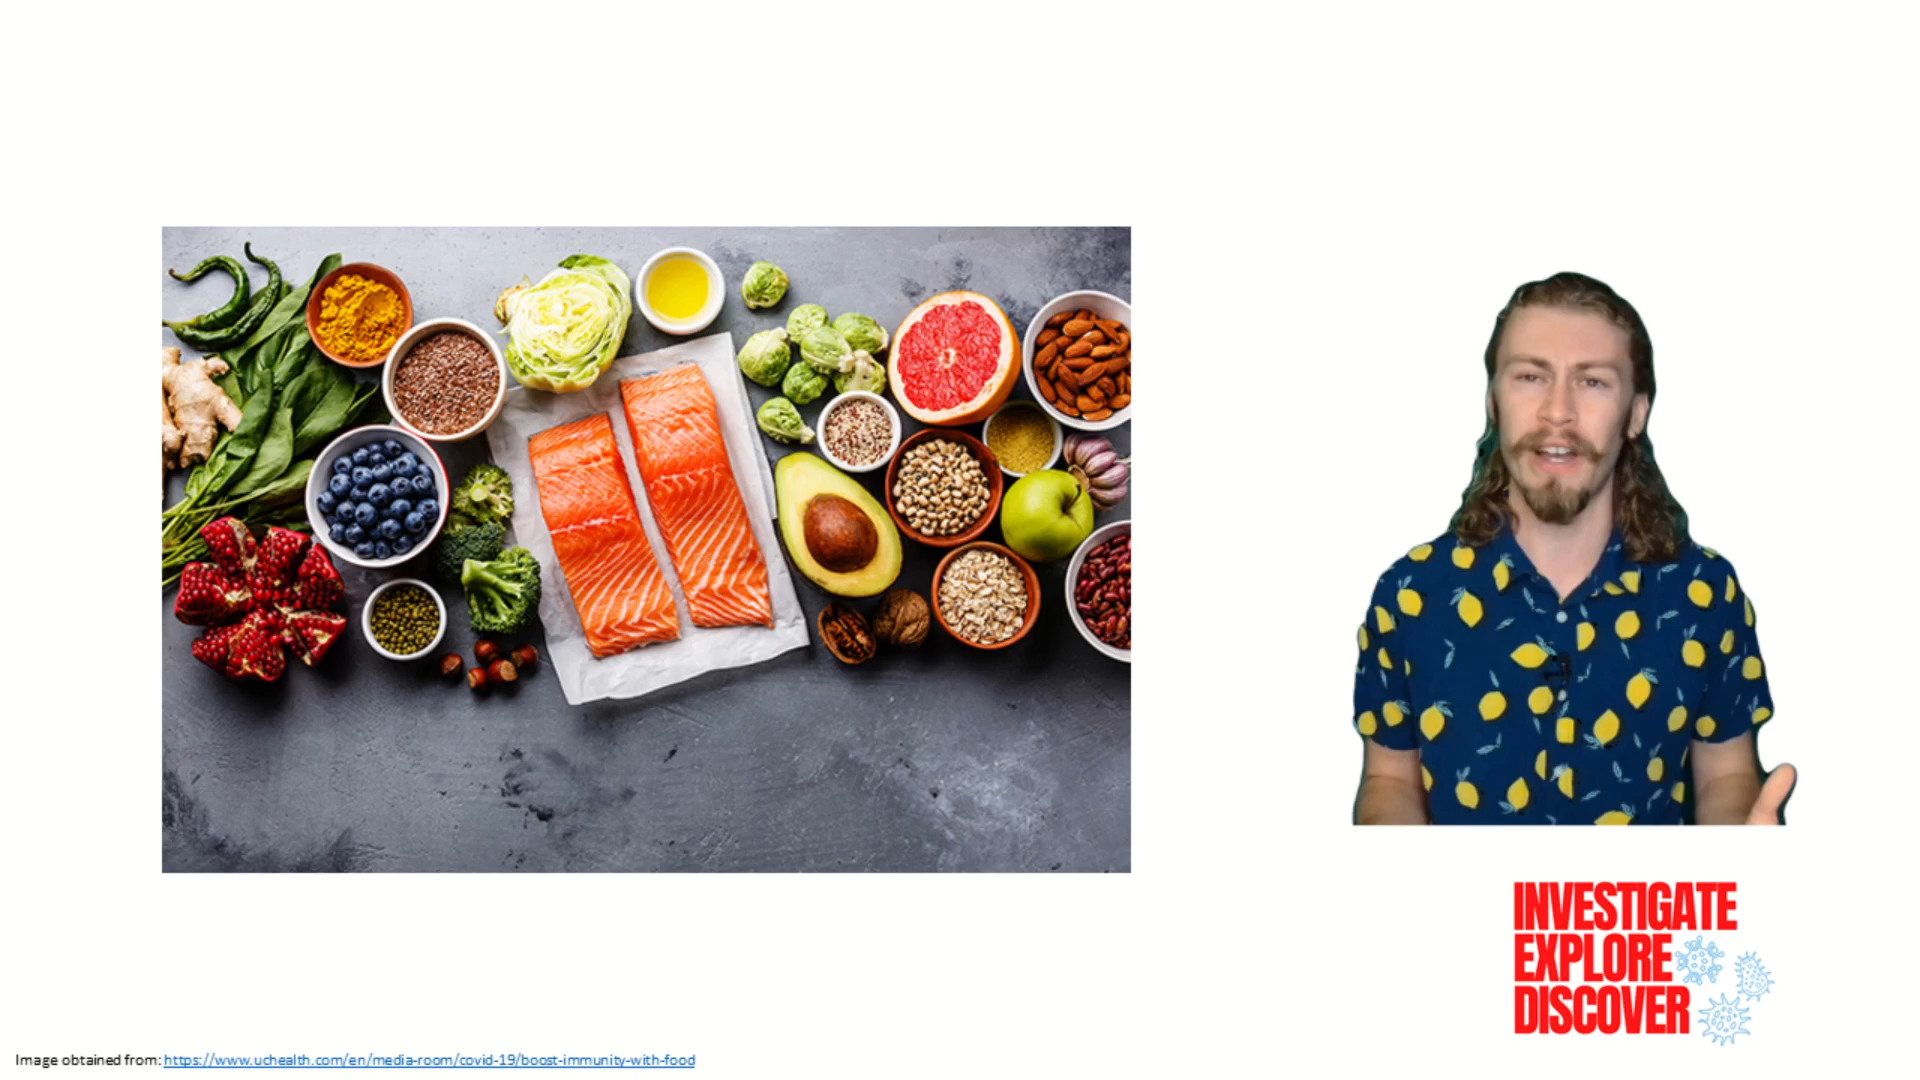 INVESTIGATE
EXPLORE
DISCOVER
Image obtained from: https://www.uchealth.com/en/media-room/covid-19/boost-immunity-with-food